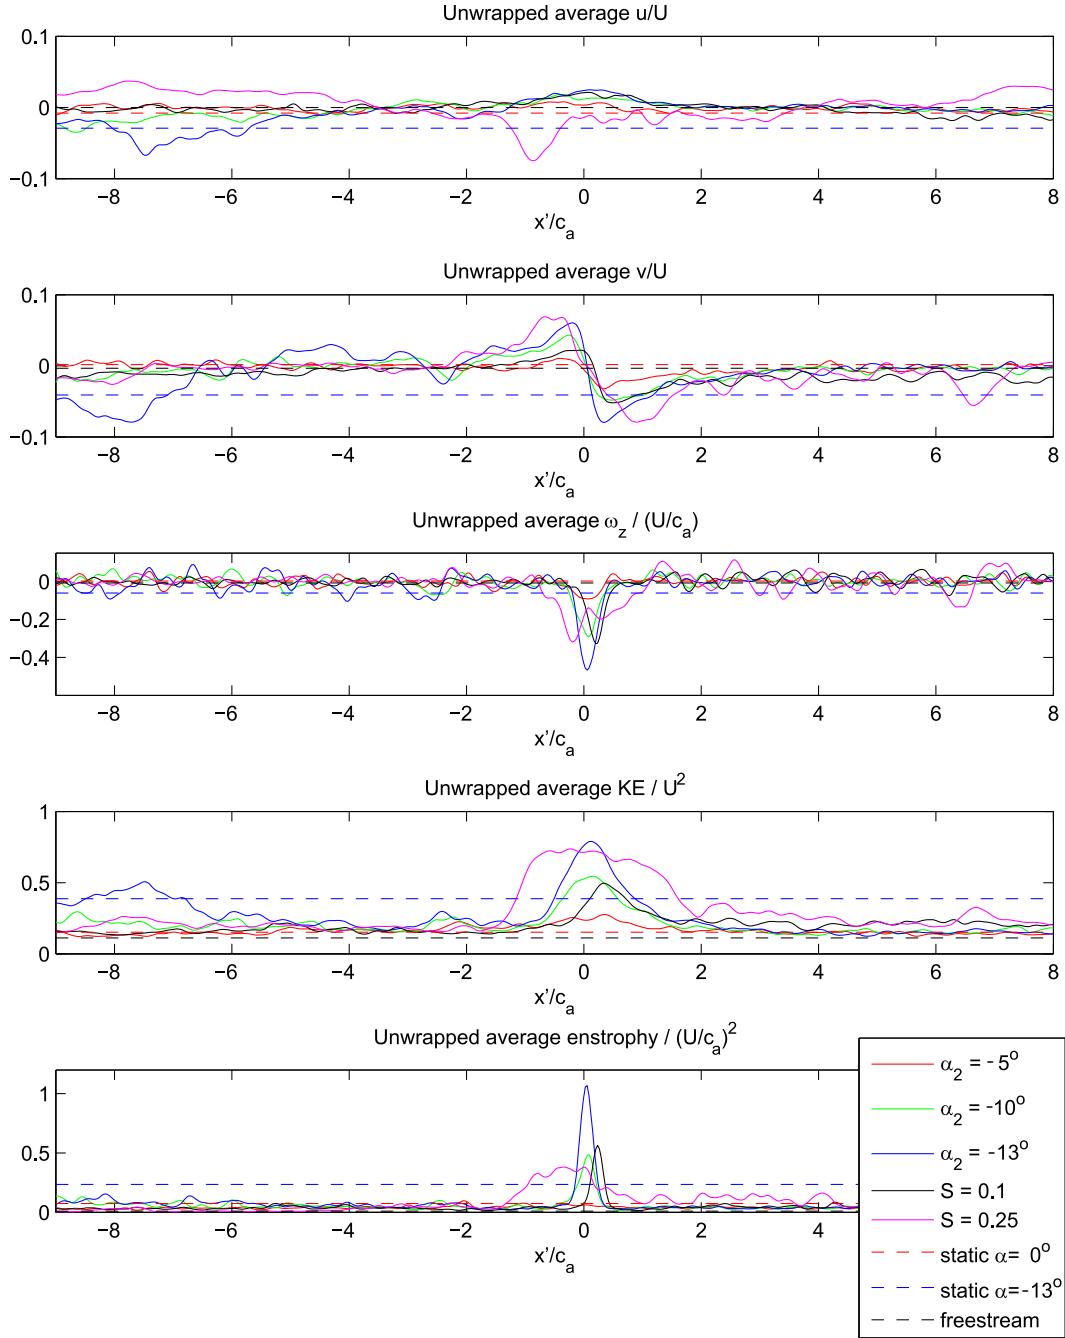 Unwrapped average u/U
0.1
0
−0.1
−8 −6 −4 −2 0 2 4 6 8
x'/c_a
Unwrapped average v/U
0.1
0
−0.1
−8 −6 −4 −2 0 2 4 6 8
x'/c_a
Unwrapped average ω_z / (U/c_a)
0
−0.2
−0.4
−8 −6 −4 −2 0 2 4 6 8
x'/c_a
Unwrapped average KE / U^2
1
0.5
0
−8 −6 −4 −2 0 2 4 6 8
x'/c_a
Unwrapped average enstrophy / (U/c_a)^2
1
0.5
0
−8 −6 −4 −2 0 2 4
x'/c_a
α_2 = -5°
α_2 = -10°
α_2 = -13°
S = 0.1
S = 0.25
static α= 0°
static α=-13°
freestream